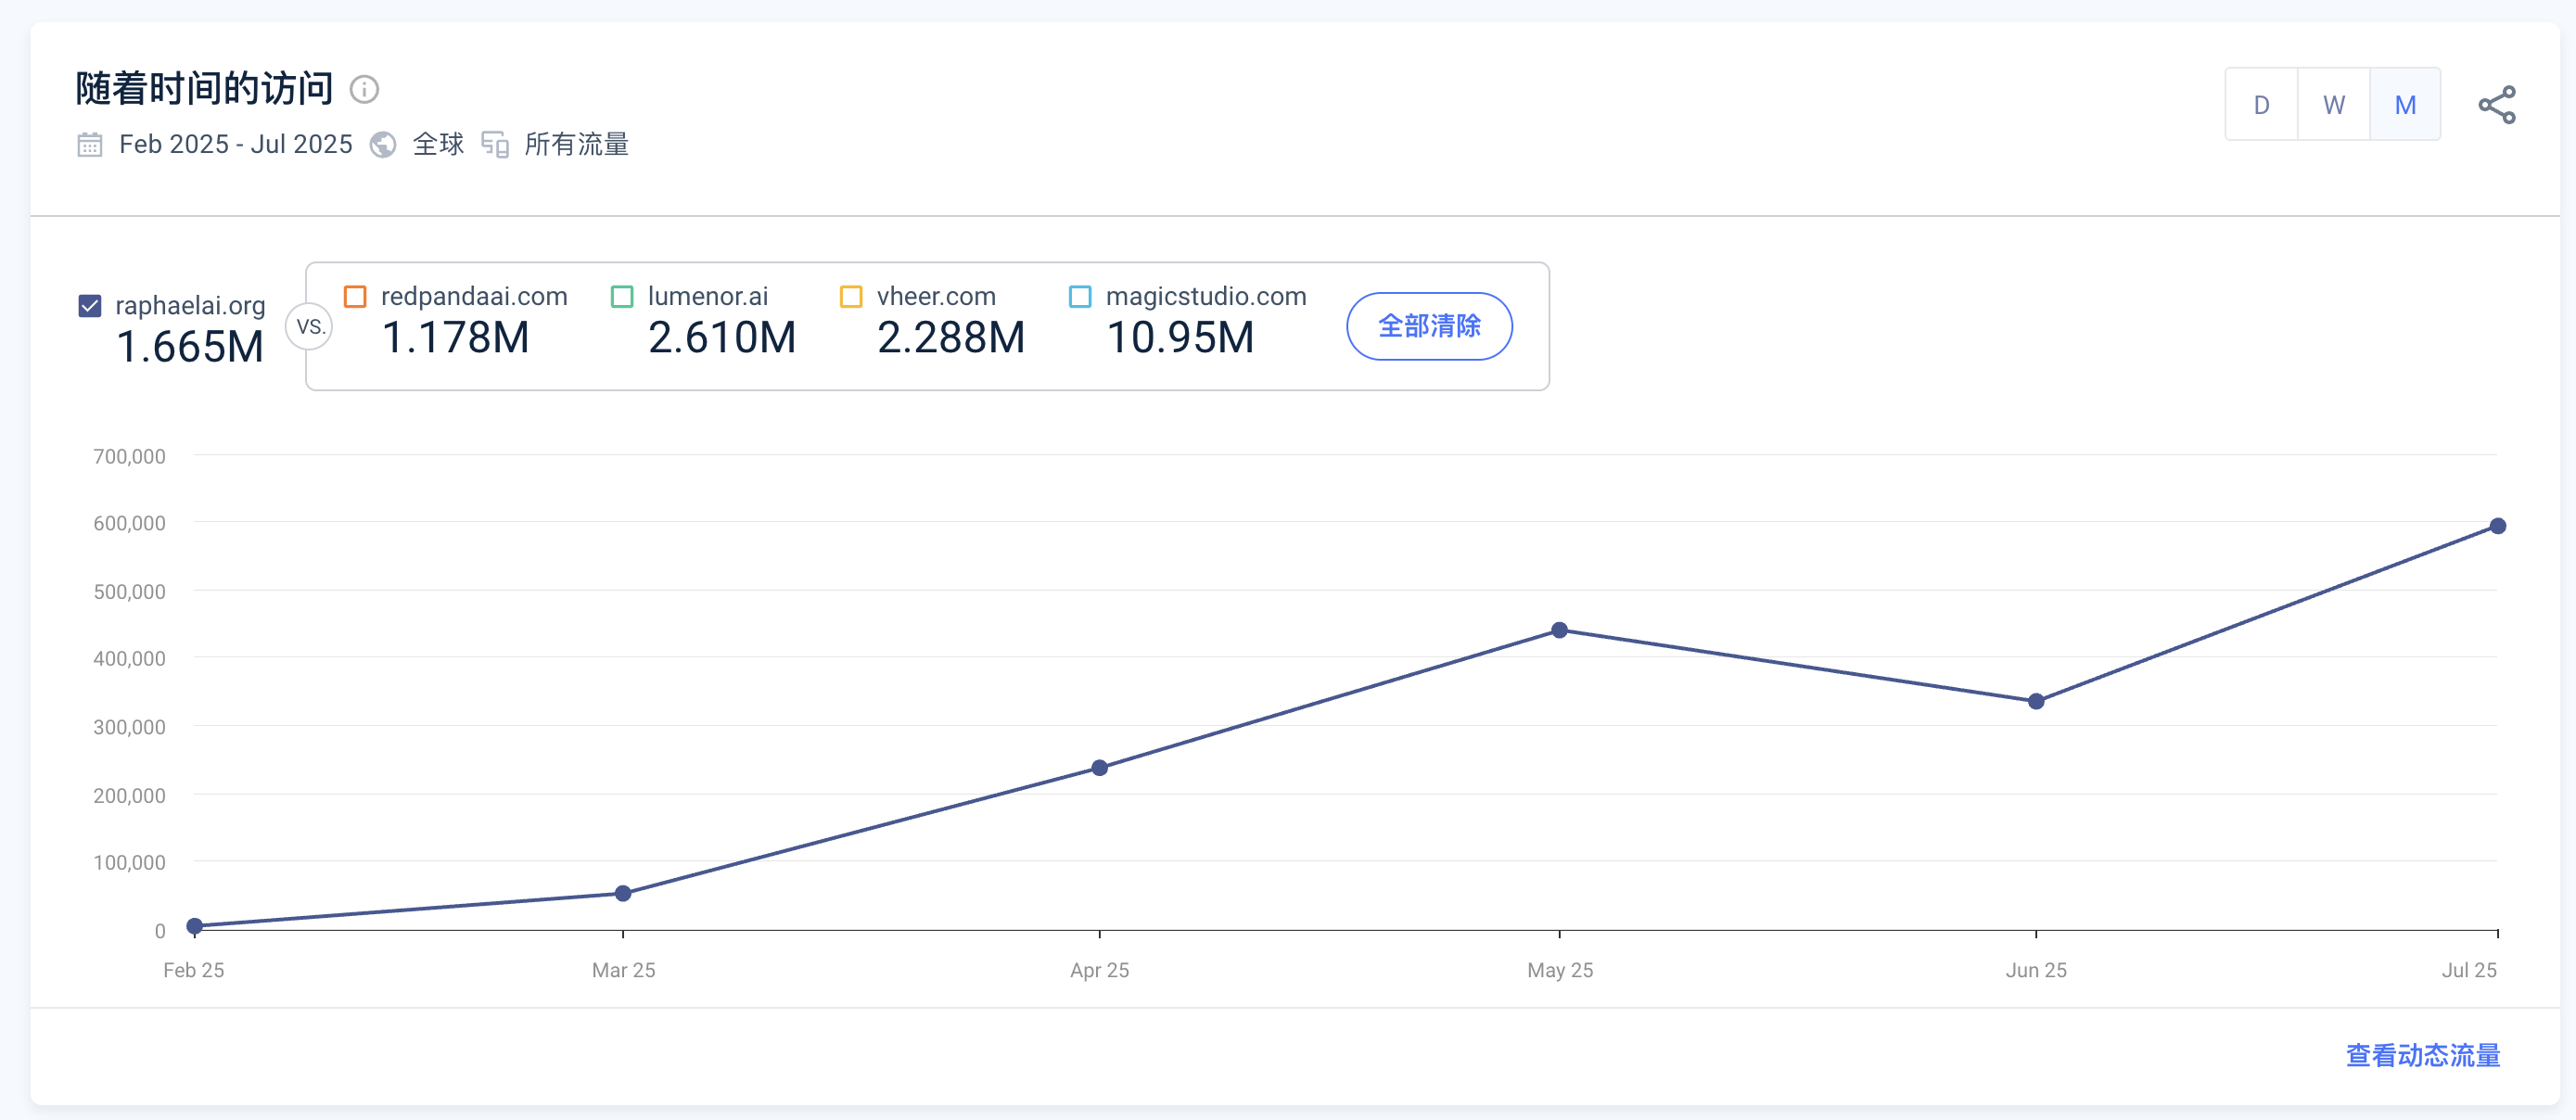 随着时间的访问
Feb 2025 - Jul 2025 全球 所有流量
D W M
raphaelai.org
1.665M
VS.
redpandaai.com lumenor.ai vheer.com magicstudio.com
1.178M 2.610M 2.288M 10.95M
全部清除
700,000
600,000
500,000
400,000
300,000
200,000
100,000
0
Feb 25 Mar 25 Apr 25 May 25 Jun 25 Jul 25
查看动态流量